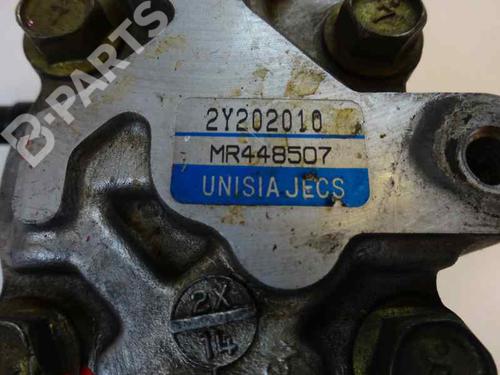 B-PARTS
2Y202010
MR448507
UNISIA JECS
2X
14